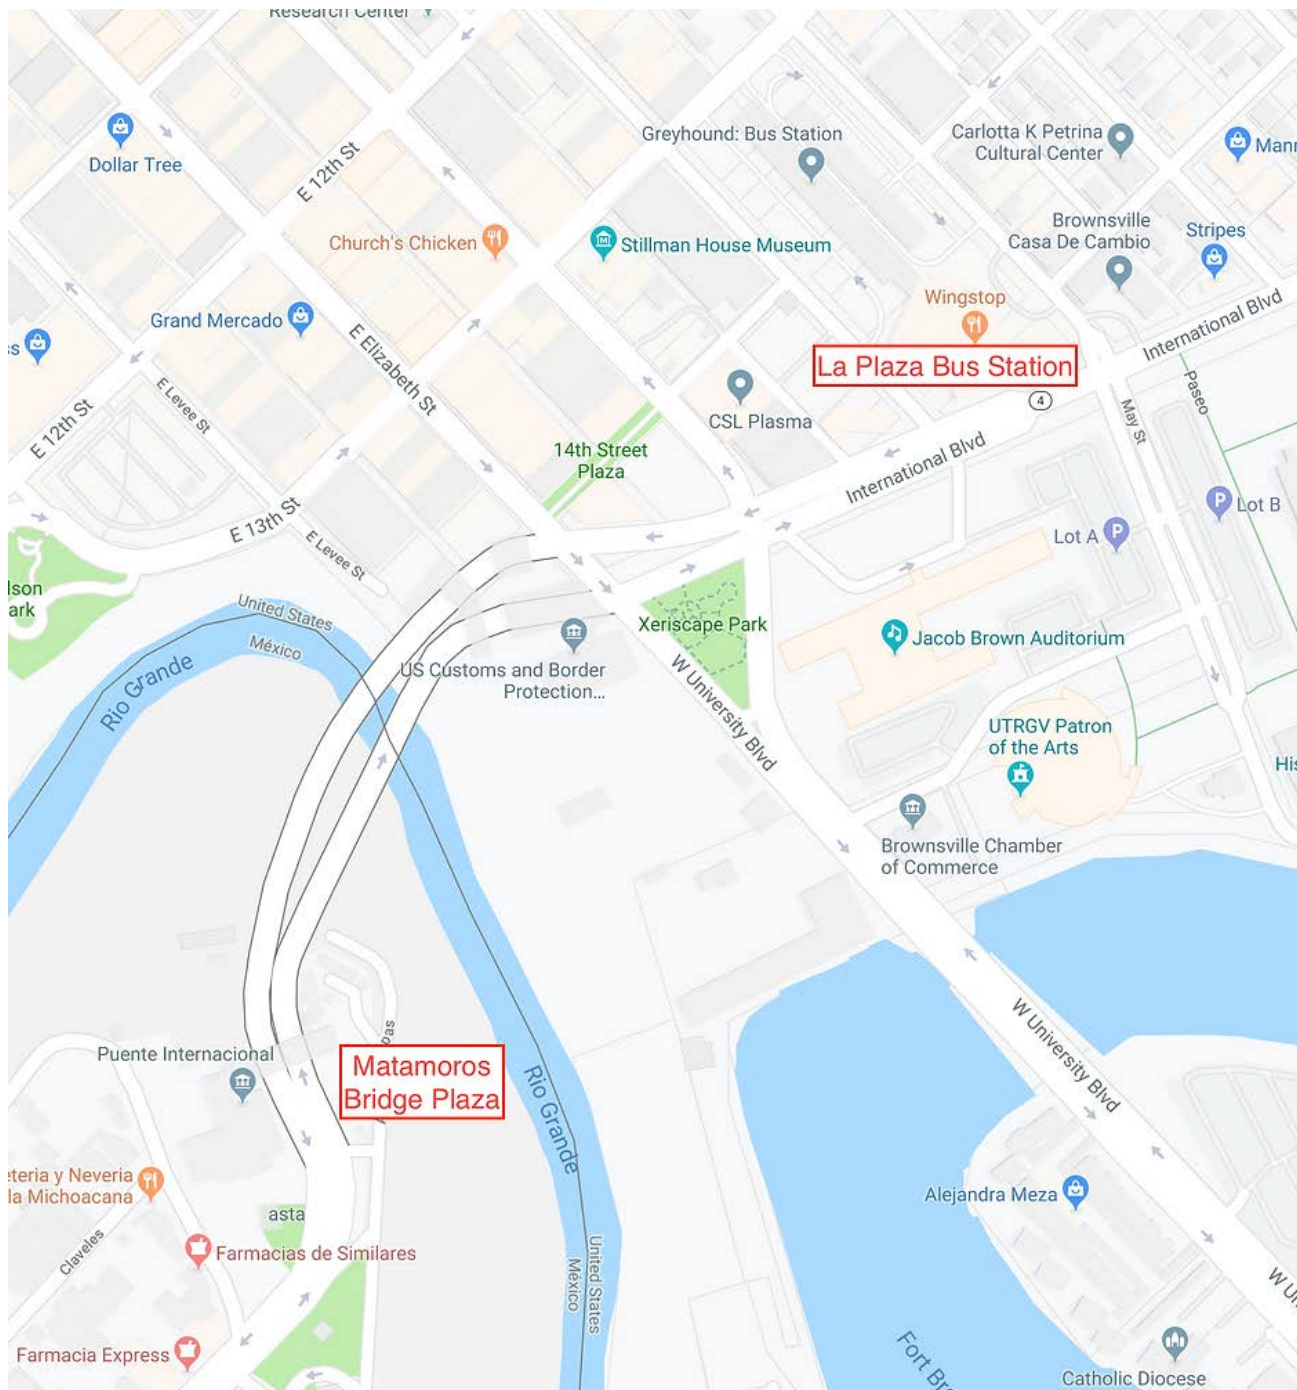 Research Center
Dollar Tree
E 12th St
Greyhound: Bus Station
Carlotta K Petrina
Cultural Center
Church's Chicken
Stillman House Museum
Brownsville
Casa De Cambio
Stripes
Grand Mercado
Wingstop
International Blvd
E Elizabeth St
La Plaza Bus Station
E Levee St
Paseo
4
E 12th St
CSL Plasma
May St
14th Street
Plaza
International Blvd
E 13th St
Lot B
Lot A
E Levee St
United States
México
Xeriscape Park
Jacob Brown Auditorium
Rio Grande
US Customs and Border
Protection...
W University Blvd
UTRGV Patron
of the Arts
Brownsville Chamber
of Commerce
W University Blvd
Puente Internacional
Matamoros
Bridge Plaza
Rio Grande
la Michoacana
Alejandra Meza
asta
Claveles
Farmacias de Similares
United States
México
Farmacia Express
Catholic Diocese